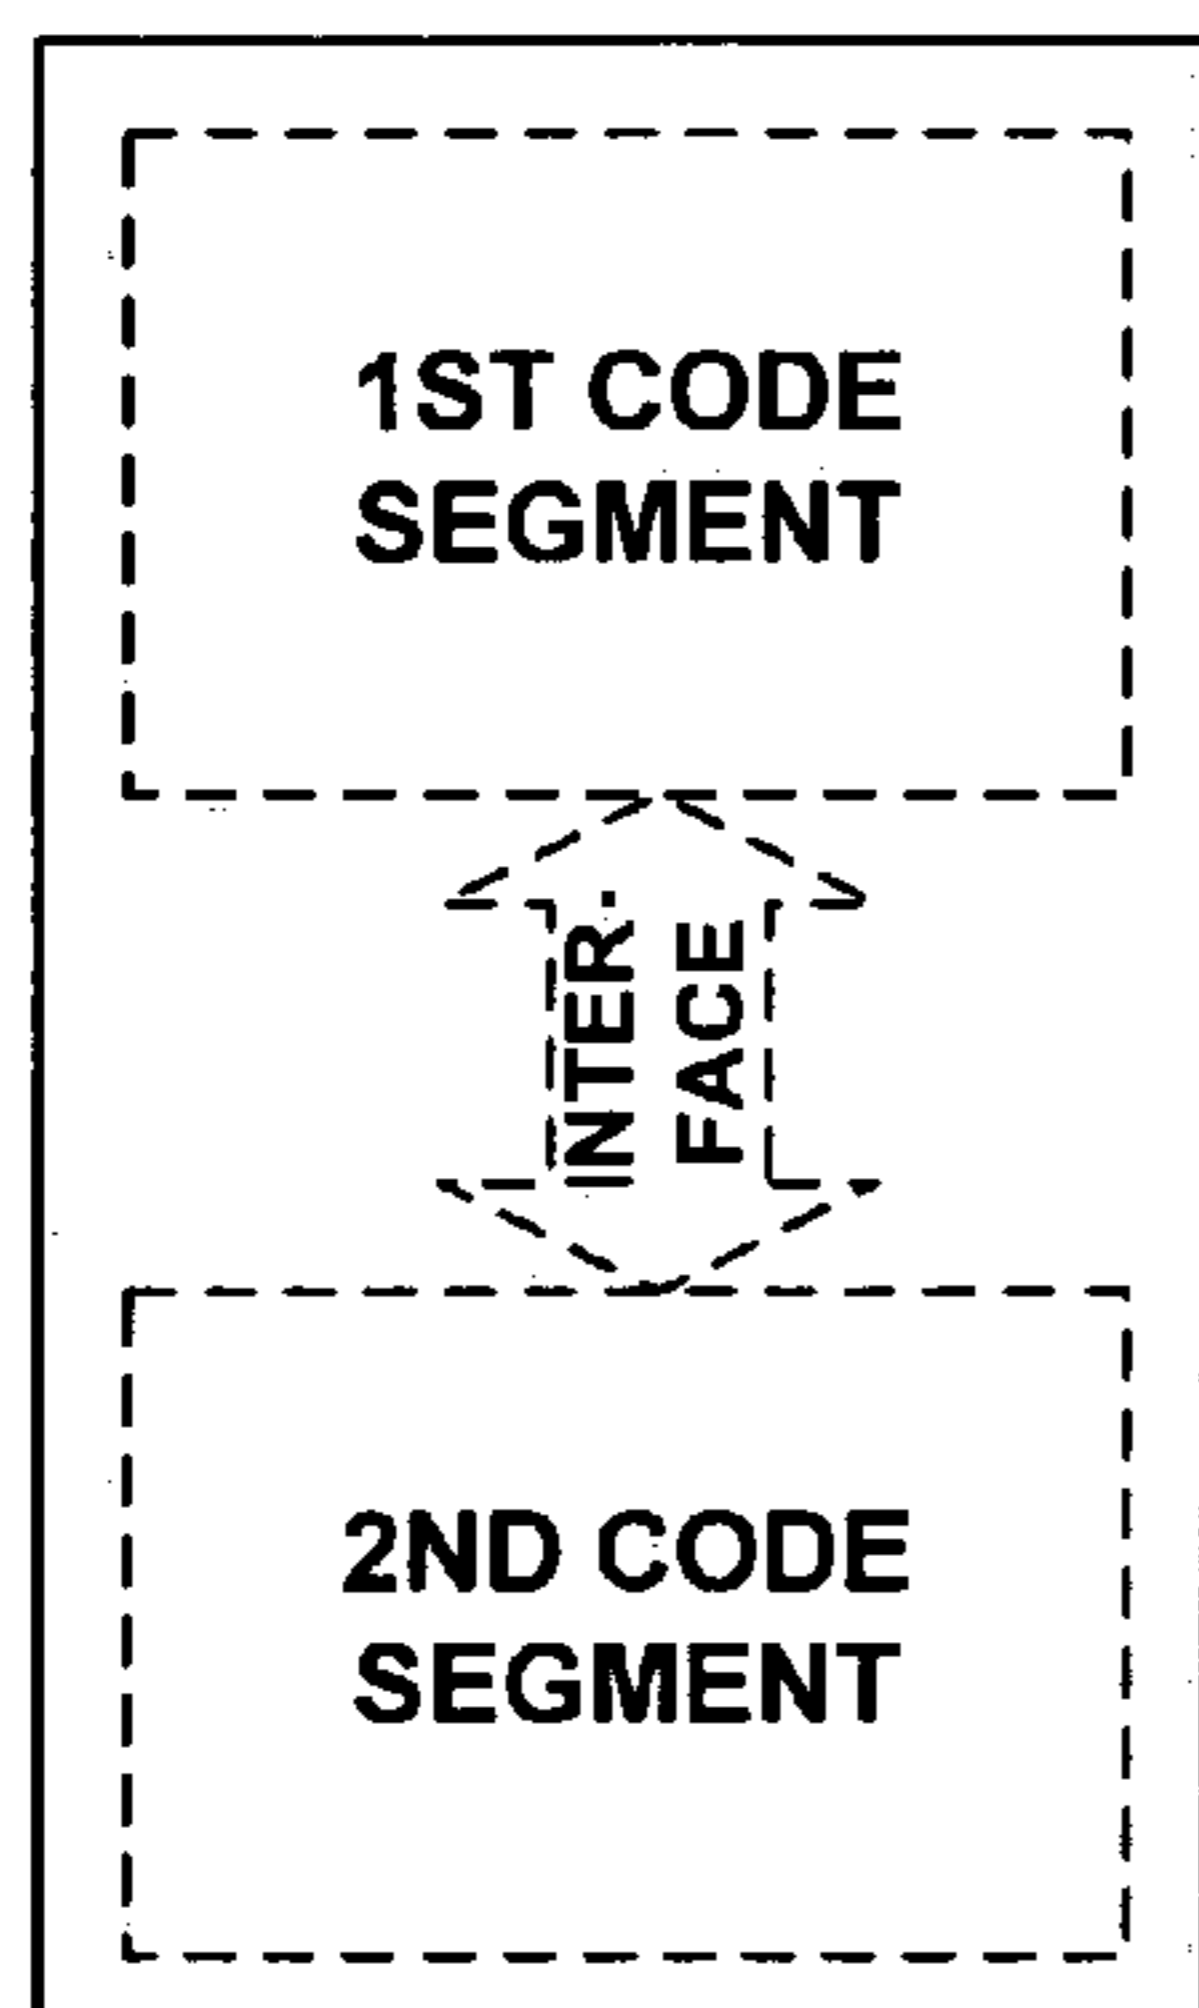 1ST CODE
SEGMENT
INTER-
FACE
2ND CODE
SEGMENT